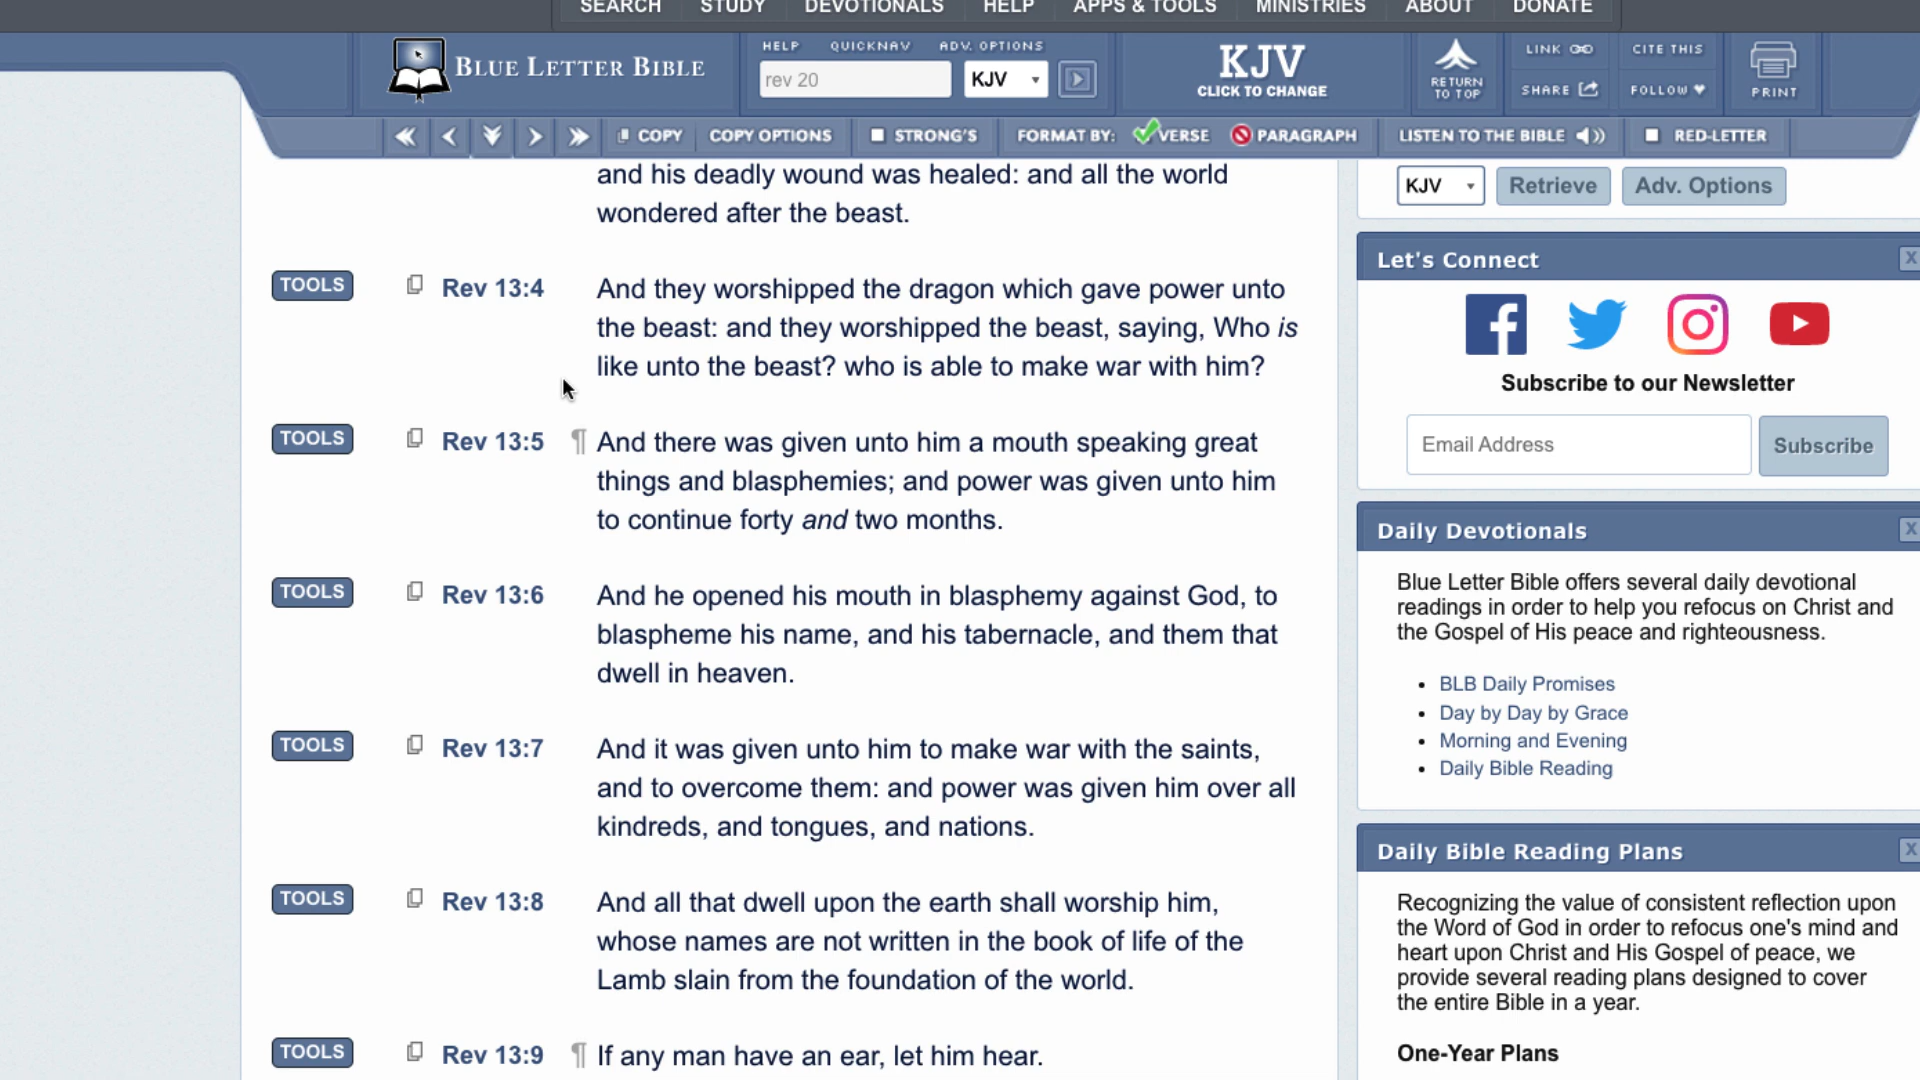 SEARCH STUDY DEVOTIONALS HELP APPS & TOOLS MINISTRIES ABOUT DONATE
BLUE LETTER BIBLE
HELP QUICKNAV ADV. OPTIONS
rev 20 KJV
KJV
CLICK TO CHANGE
RETURN
TO TOP
LINK
SHARE
CITE THIS
FOLLOW
PRINT
COPY COPY OPTIONS STRONG'S FORMAT BY: VERSE PARAGRAPH LISTEN TO THE BIBLE RED-LETTER
and his deadly wound was healed: and all the world
wondered after the beast.
TOOLS Rev 13:4 And they worshipped the dragon which gave power unto
the beast: and they worshipped the beast, saying, Who is
like unto the beast? who is able to make war with him?
TOOLS Rev 13:5 ¶ And there was given unto him a mouth speaking great
things and blasphemies; and power was given unto him
to continue forty and two months.
TOOLS Rev 13:6 And he opened his mouth in blasphemy against God, to
blaspheme his name, and his tabernacle, and them that
dwell in heaven.
TOOLS Rev 13:7 And it was given unto him to make war with the saints,
and to overcome them: and power was given him over all
kindreds, and tongues, and nations.
TOOLS Rev 13:8 And all that dwell upon the earth shall worship him,
whose names are not written in the book of life of the
Lamb slain from the foundation of the world.
TOOLS Rev 13:9 ¶ If any man have an ear, let him hear.
KJV Retrieve Adv. Options
Let's Connect X
Subscribe to our Newsletter
Email Address Subscribe
Daily Devotionals X
Blue Letter Bible offers several daily devotional
readings in order to help you refocus on Christ and
the Gospel of His peace and righteousness.
• BLB Daily Promises
• Day by Day by Grace
• Morning and Evening
• Daily Bible Reading
Daily Bible Reading Plans X
Recognizing the value of consistent reflection upon
the Word of God in order to refocus one's mind and
heart upon Christ and His Gospel of peace, we
provide several reading plans designed to cover
the entire Bible in a year.
One-Year Plans